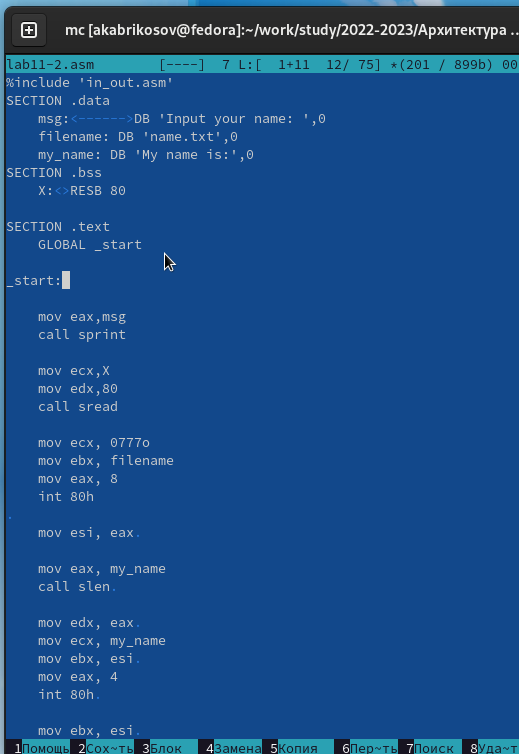 mc [akabrikosov@fedora]:~/work/study/2022-2023/Архитектура ...
lab11-2.asm [----] 7 L:[ 1+11 12/ 75] *(201 / 899b) 00
%include 'in_out.asm'
SECTION .data
msg:<------>DB 'Input your name: ',0
filename: DB 'name.txt',0
my_name: DB 'My name is:',0
SECTION .bss
X:<>RESB 80
SECTION .text
GLOBAL _start
_start:
mov eax,msg
call sprint
mov ecx,X
mov edx,80
call sread
mov ecx, 0777o
mov ebx, filename
mov eax, 8
int 80h
.
mov esi, eax.
mov eax, my_name
call slen.
mov edx, eax.
mov ecx, my_name
mov ebx, esi.
mov eax, 4
int 80h.
mov ebx, esi.
1Помощь 2Сох~ть 3Блок 4Замена 5Копия 6Пер~ть 7Поиск 8Уда~т